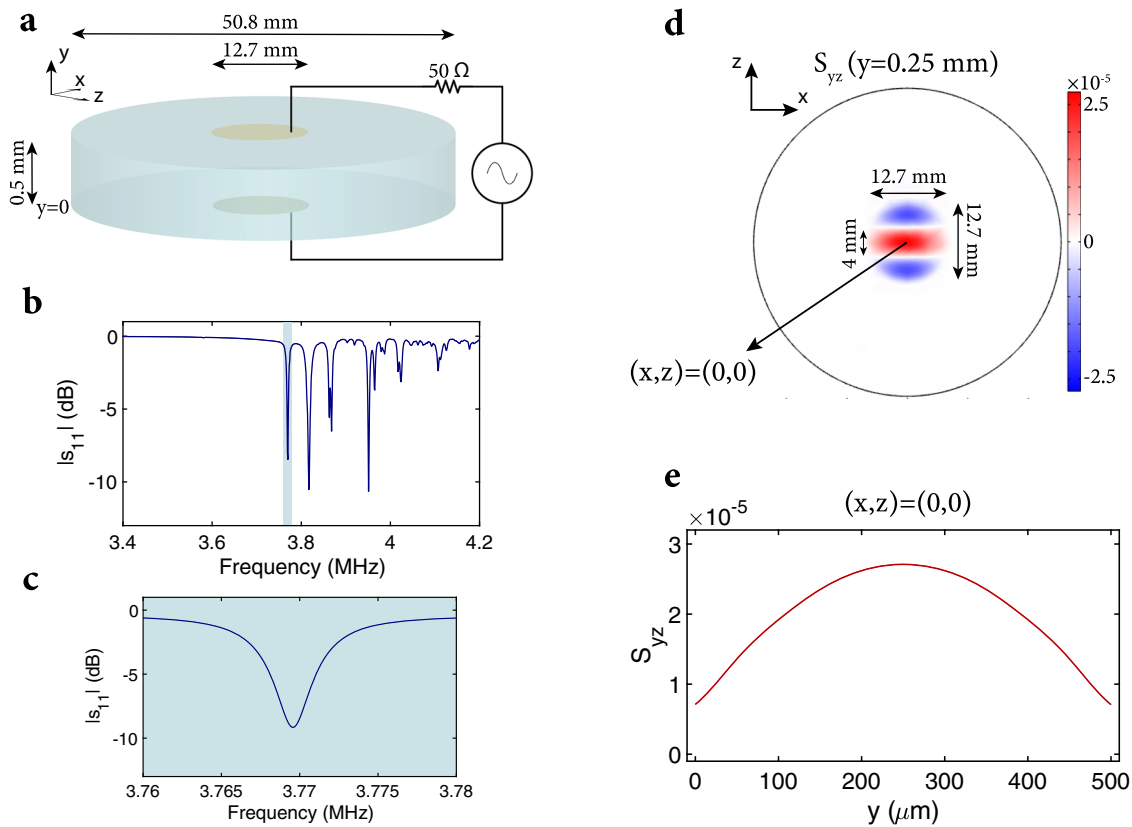 a
50.8 mm
12.7 mm
50 Ω
y
x
z
0.5 mm
y=0
b
0
-5
-10
|s11| (dB)
3.4 3.6 3.8 4 4.2
Frequency (MHz)
c
0
-5
-10
|s11| (dB)
3.76 3.765 3.77 3.775 3.78
Frequency (MHz)
d
z
x
Syz (y=0.25 mm)
×10-5
2.5
0
-2.5
12.7 mm
12.7 mm
4 mm
(x,z)=(0,0)
e
(x,z)=(0,0)
×10-5
3
2
1
0
Syz
0 100 200 300 400 500
y (μm)